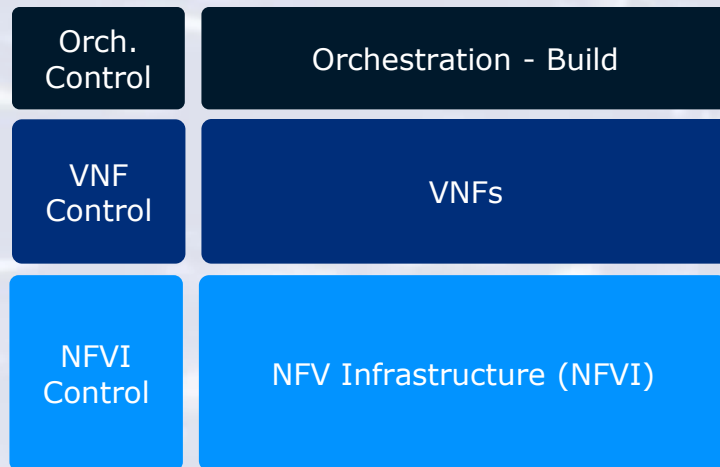 Orch.
Control
Orchestration - Build
VNF
Control
VNFs
NFVI
Control
NFV Infrastructure (NFVI)